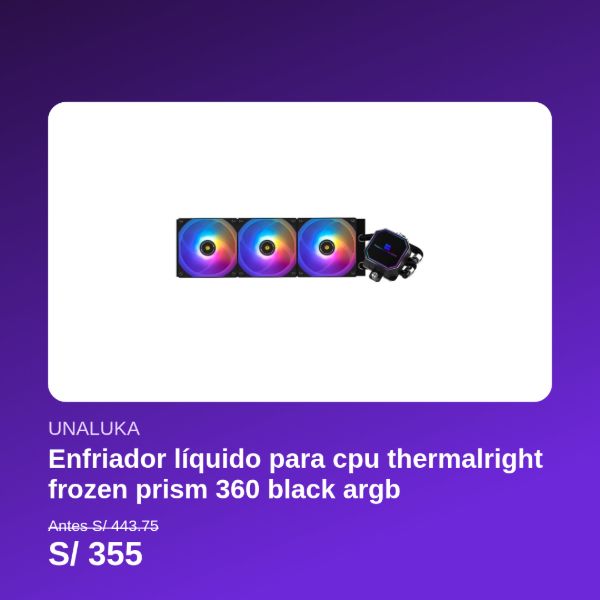 UNALUKA
Enfriador líquido para cpu thermalright
frozen prism 360 black argb
Antes S/ 443.75
S/ 355